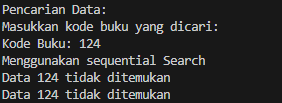 Pencarian Data:
Masukkan kode buku yang dicari:
Kode Buku: 124
Menggunakan sequential Search
Data 124 tidak ditemukan
Data 124 tidak ditemukan